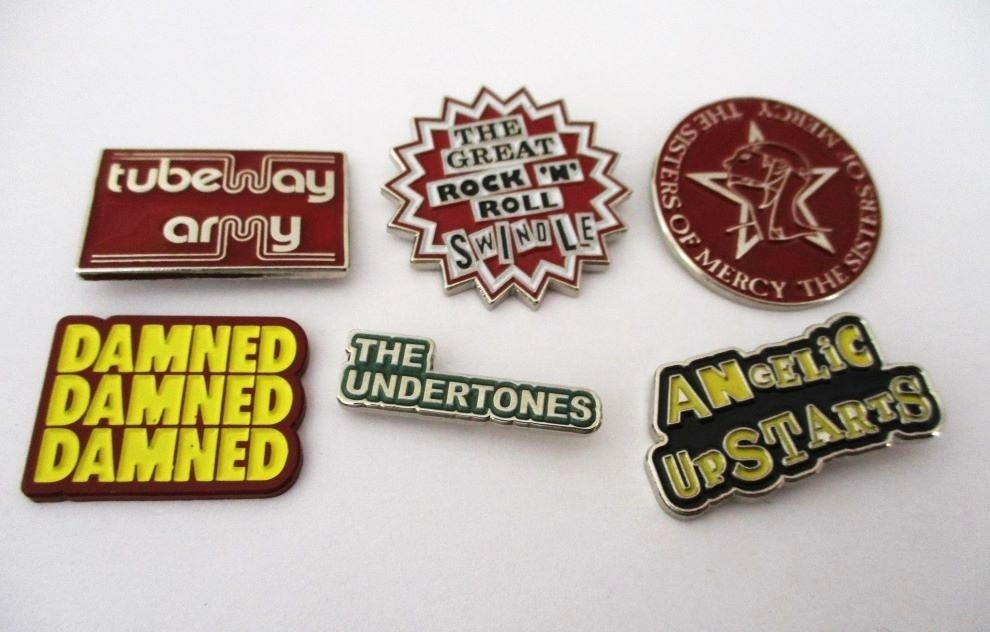 tubeway
army
THE
GREAT
ROCK 'N'
ROLL
SWINDLE
THE SISTERS OF MERCY THE SISTERS OF MERCY
DAMNED
DAMNED
DAMNED
THE
UNDERTONES
ANGELiC
UPSTARTS